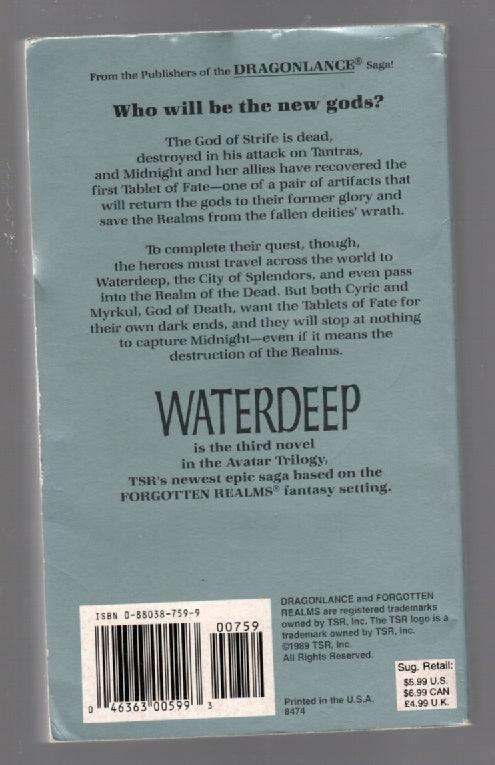 From the Publishers of the DRAGONLANCE® Saga!
Who will be the new gods?
The God of Strife is dead,
destroyed in his attack on Tantras,
and Midnight and her allies have recovered the
first Tablet of Fate—one of a pair of artifacts that
will return the gods to their former glory and
save the Realms from the fallen deities' wrath.
To complete their quest, though,
the heroes must travel across the world to
Waterdeep, the City of Splendors, and even pass
into the Realm of the Dead. But both Cyric and
Myrkul, God of Death, want the Tablets of Fate for
their own dark ends, and they will stop at nothing
to capture Midnight—even if it means the
destruction of the Realms.
WATERDEEP
is the third novel
in the Avatar Trilogy,
TSR's newest epic saga based on the
FORGOTTEN REALMS® fantasy setting.
ISBN 0-88038-759-9
00759
0 46363 00599 3
DRAGONLANCE and FORGOTTEN
REALMS are registered trademarks
owned by TSR, Inc. The TSR logo is a
trademark owned by TSR, Inc.
©1989 TSR, Inc.
All Rights Reserved.
Printed in the U.S.A.
8474
Sug. Retail:
$5.99 U.S.
$6.99 CAN
£4.99 U.K.